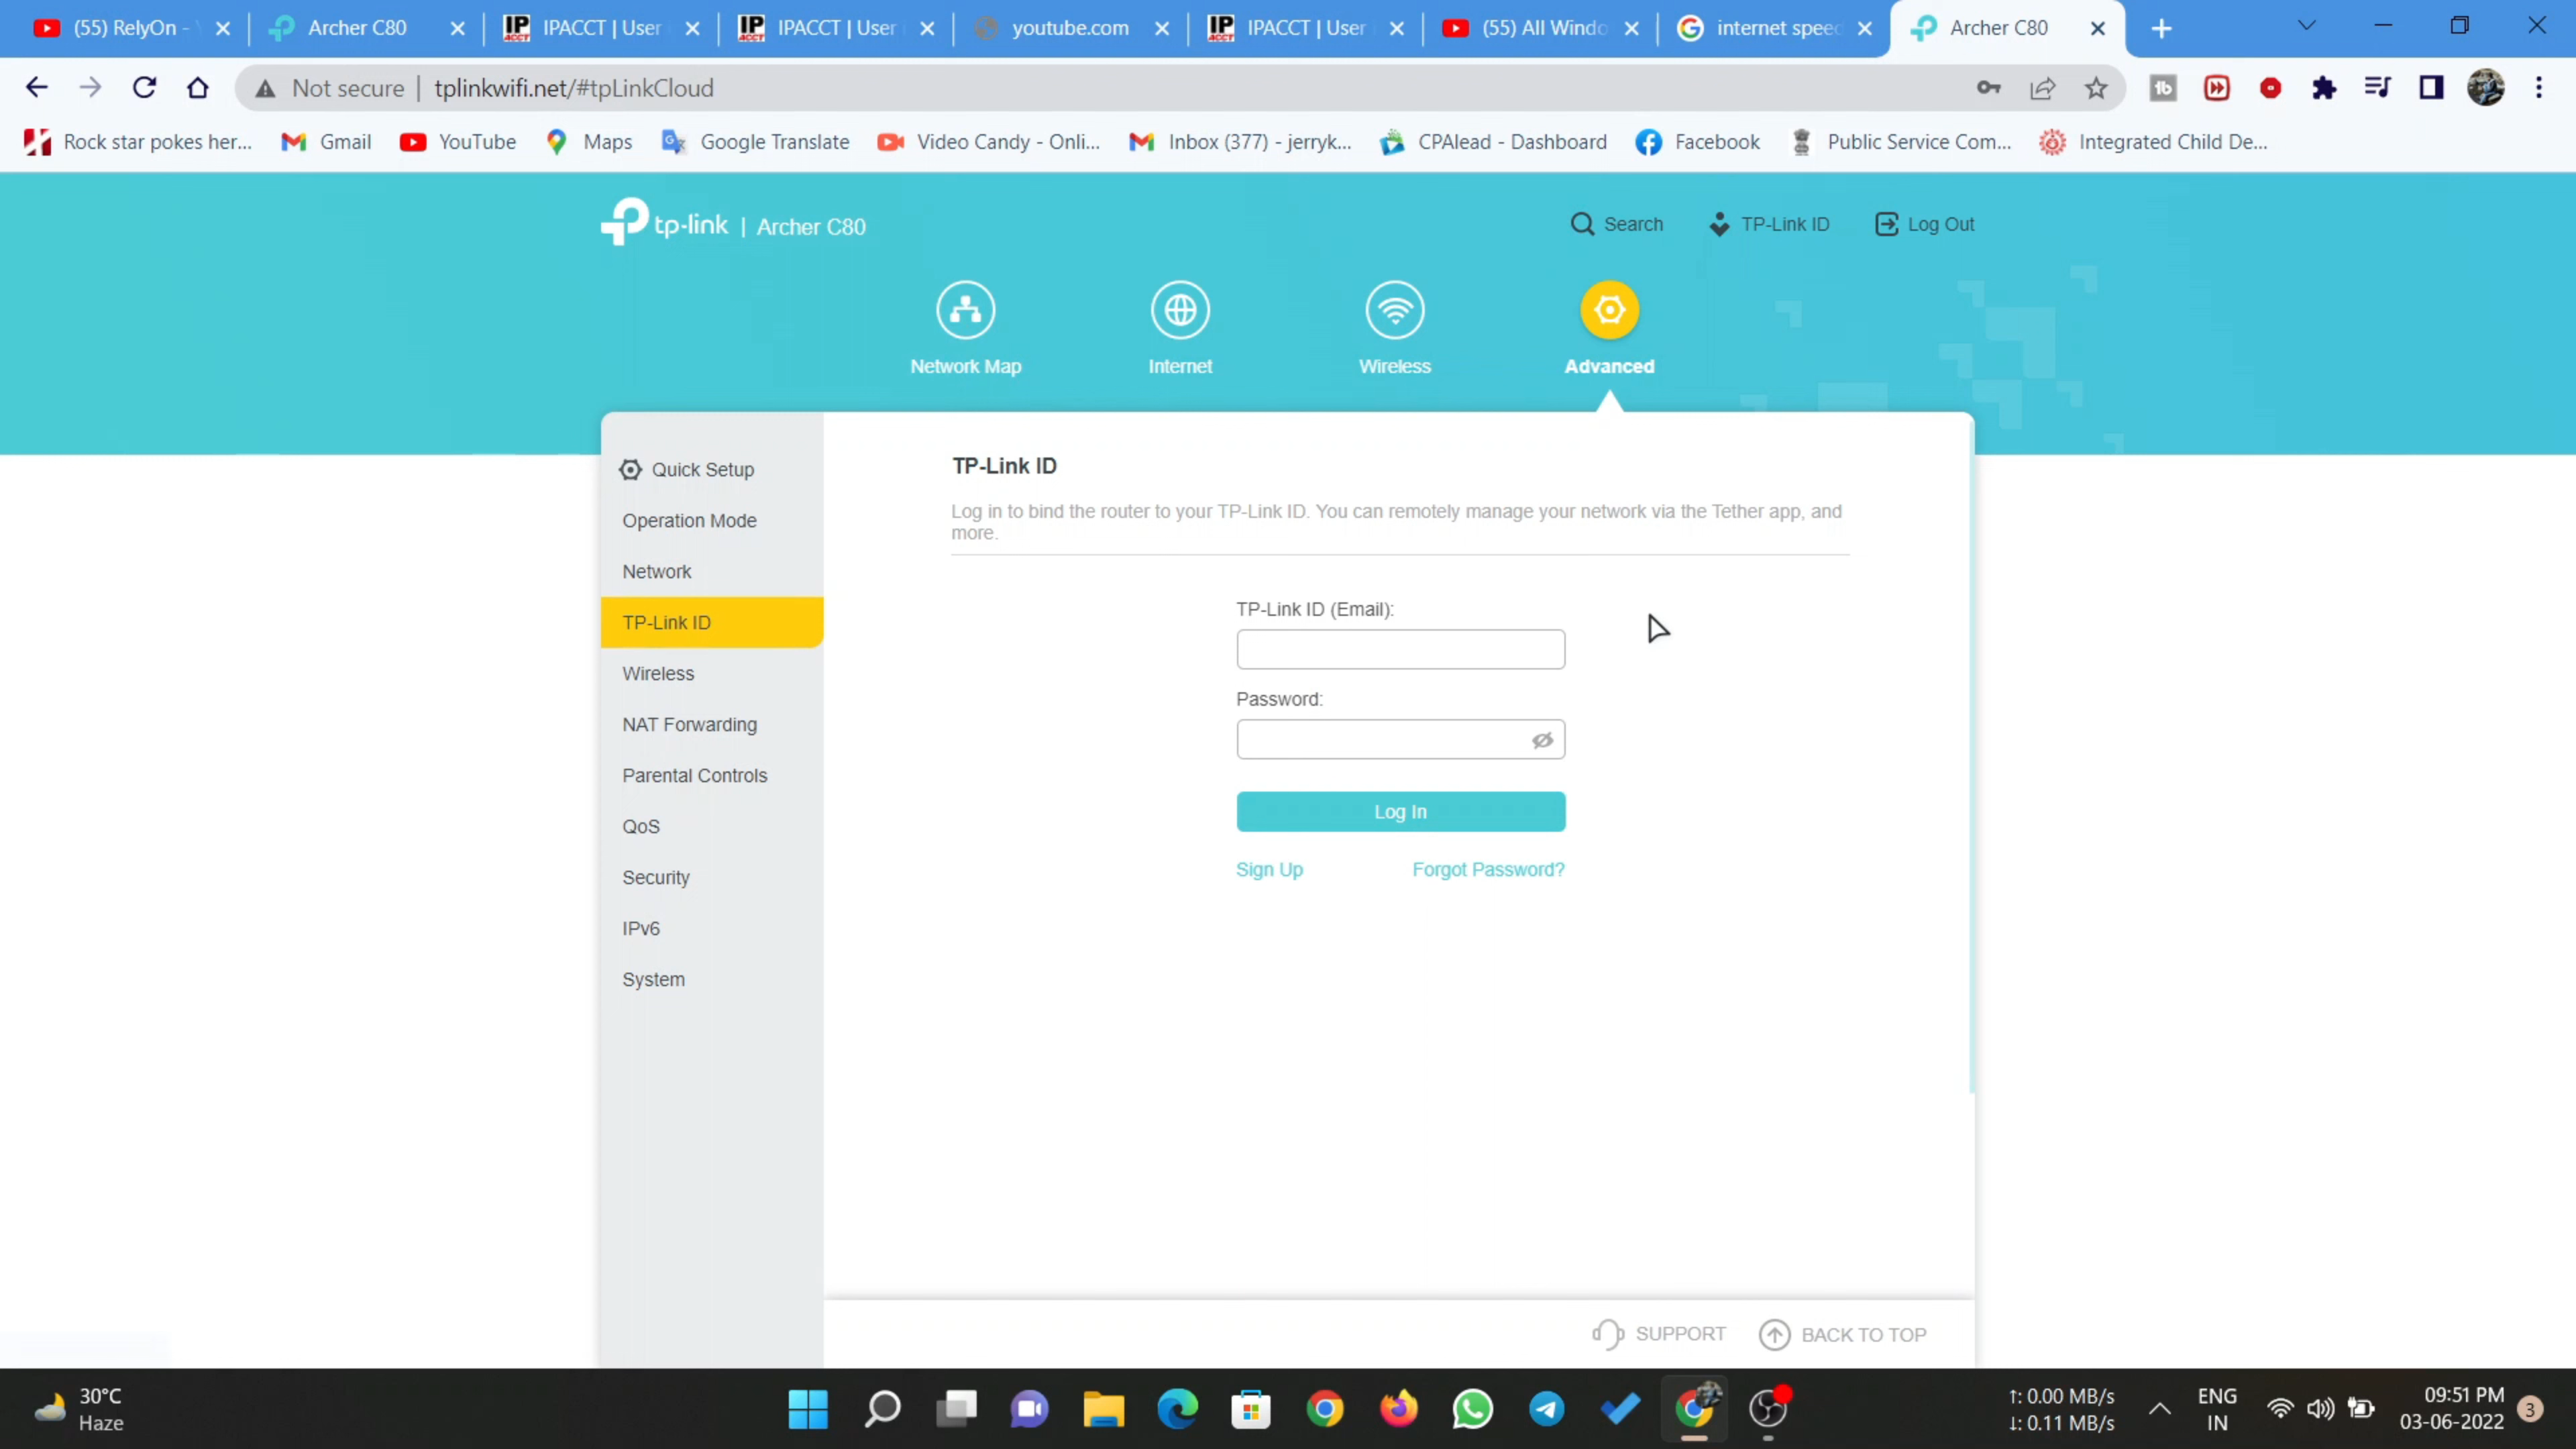 (55) RelyOn -
Archer C80
IPACCT | User
IPACCT | User
youtube.com
IPACCT | User
(55) All Windo
internet speed
Archer C80
Not secure | tplinkwifi.net/#tpLinkCloud
Rock star pokes her...
Gmail
YouTube
Maps
Google Translate
Video Candy - Onli...
Inbox (377) - jerryk...
CPAlead - Dashboard
Facebook
Public Service Com...
Integrated Child De...
tp-link | Archer C80
Search
TP-Link ID
Log Out
Network Map
Internet
Wireless
Advanced
Quick Setup
Operation Mode
Network
TP-Link ID
Wireless
NAT Forwarding
Parental Controls
QoS
Security
IPv6
System
TP-Link ID
Log in to bind the router to your TP-Link ID. You can remotely manage your network via the Tether app, and
more.
TP-Link ID (Email):
Password:
Log In
Sign Up
Forgot Password?
SUPPORT
BACK TO TOP
30°C
Haze
↑: 0.00 MB/s
↓: 0.11 MB/s
ENG
IN
09:51 PM
03-06-2022
3